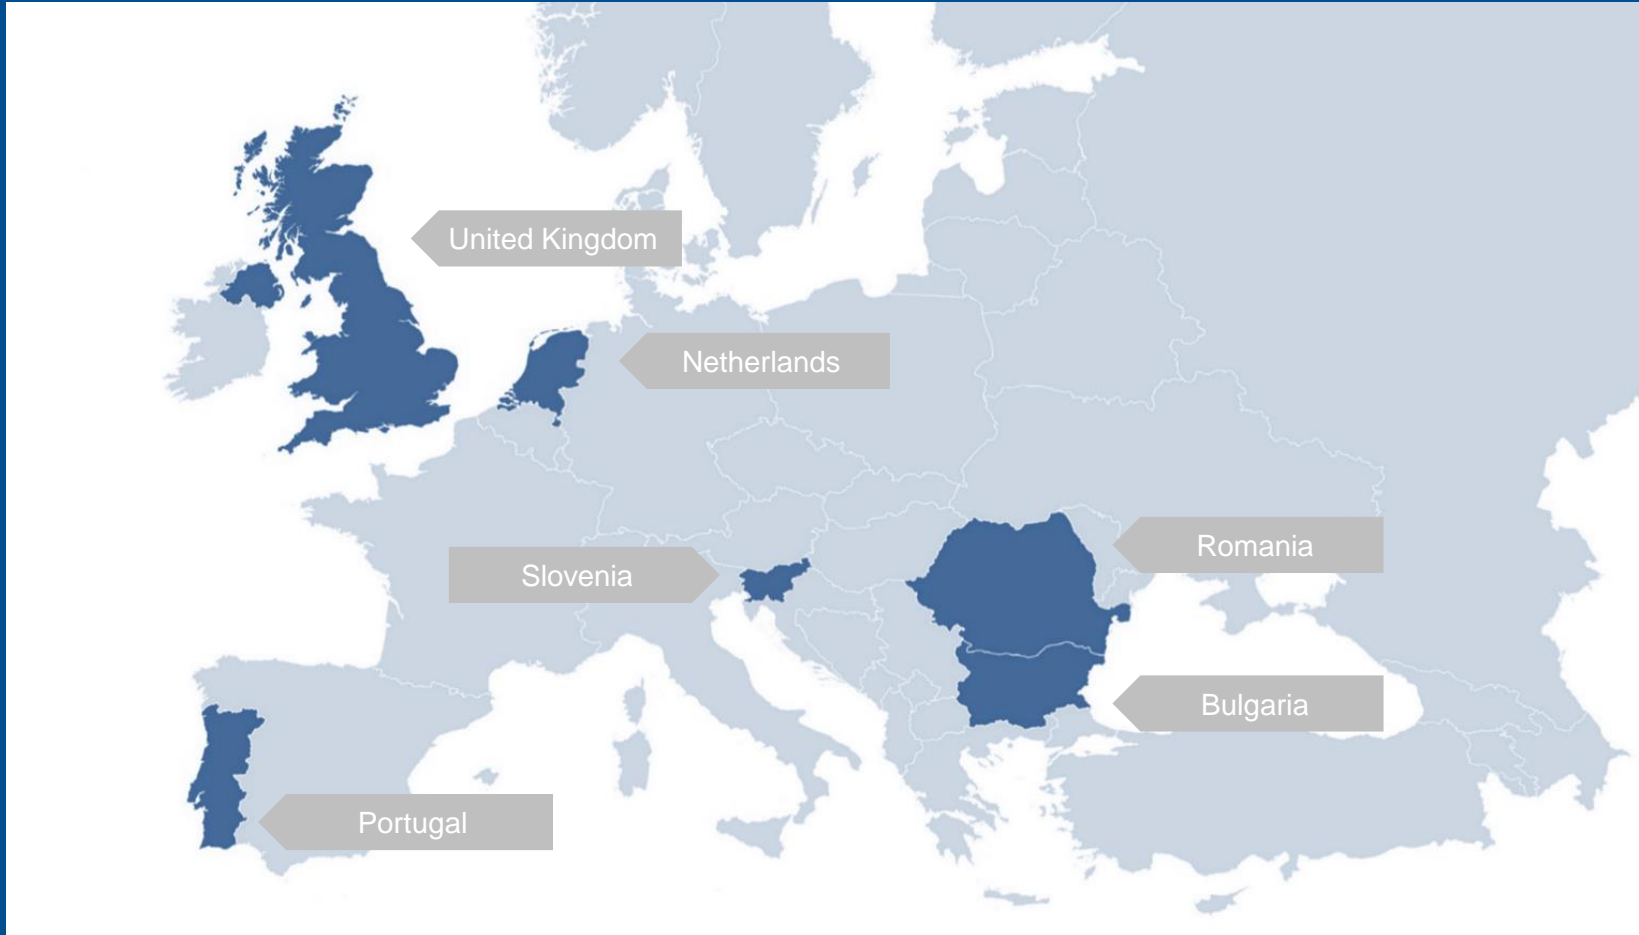 United Kingdom
Netherlands
Romania
Slovenia
Bulgaria
Portugal